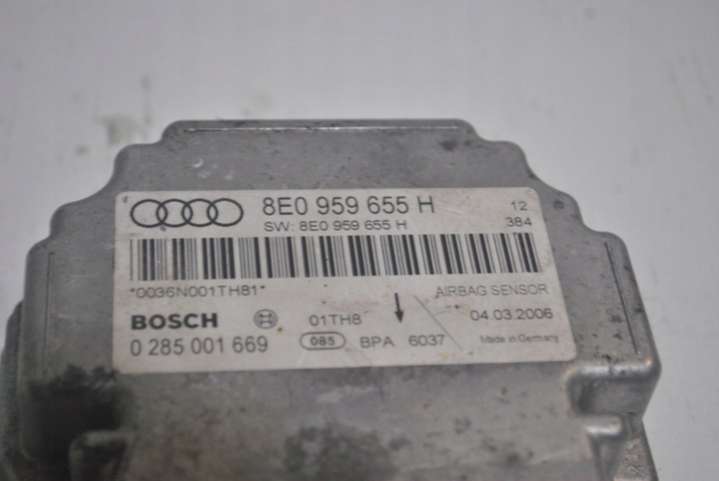 8E0 959 655 H 12
SW: 8E0 959 655 H 384
*0036N001TH81* AIRBAG SENSOR
BOSCH 01TH8 04.03.2006
0 285 001 669 085 BPA 6037 Made in Germany